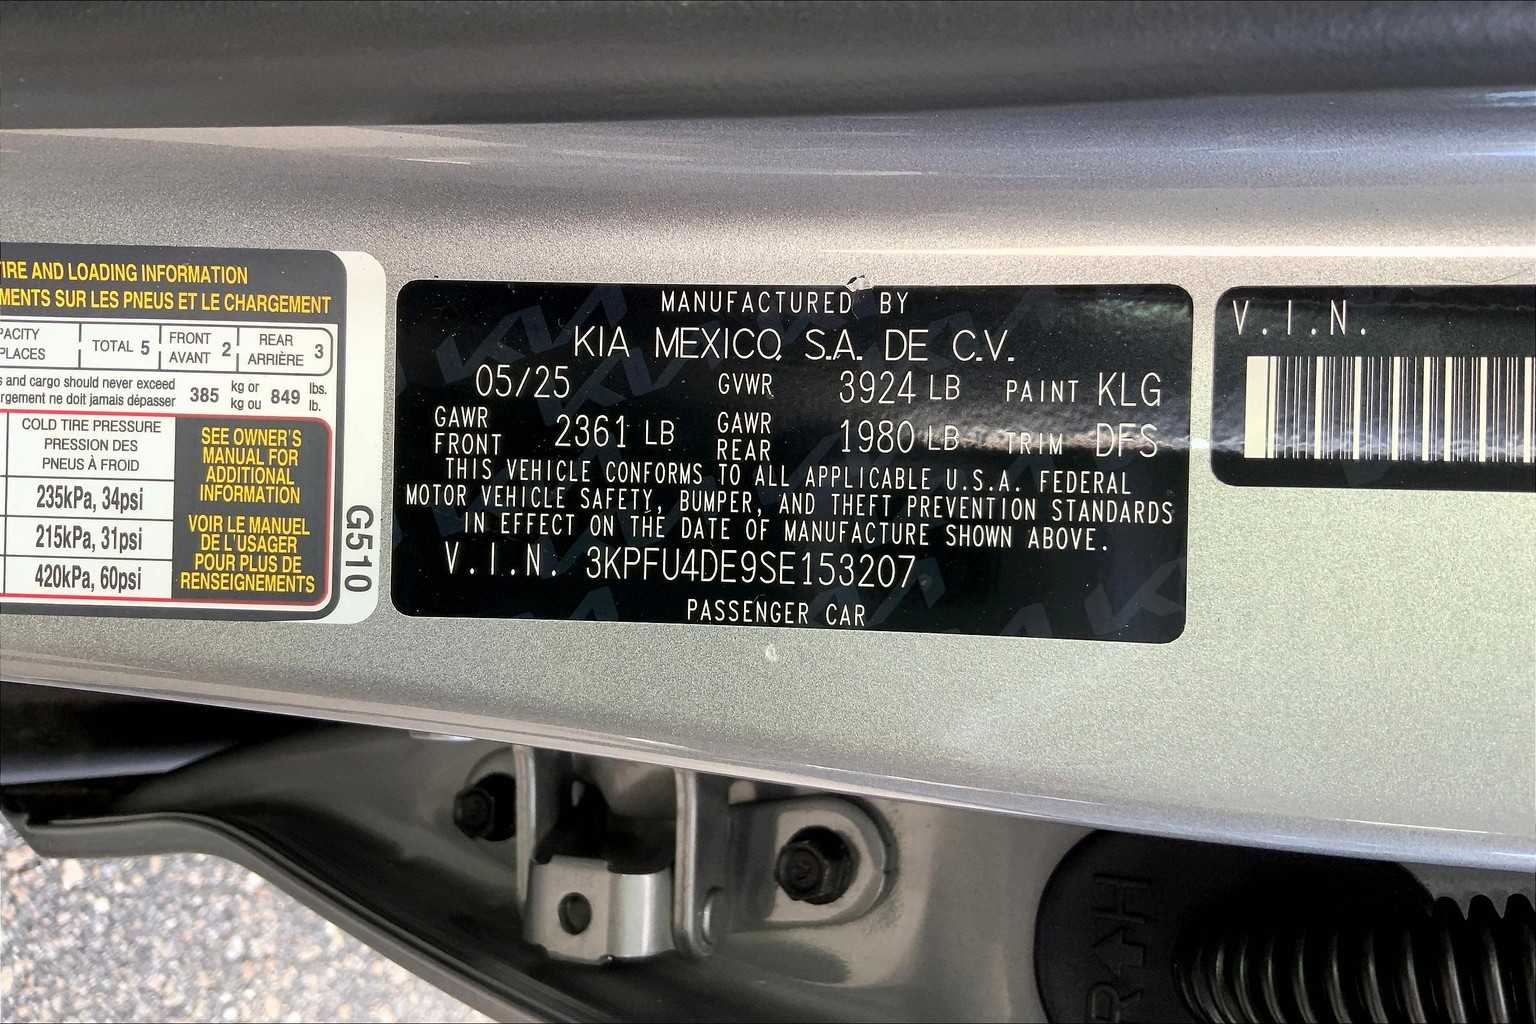 TIRE AND LOADING INFORMATION
MENTS SUR LES PNEUS ET LE CHARGEMENT
PACITY
PLACES
TOTAL 5
FRONT
AVANT
2
REAR
ARRIÈRE
3
s and cargo should never exceed
rgement ne doit jamais dépasser
385
kg or
kg ou
849
lbs.
lb.
COLD TIRE PRESSURE
PRESSION DES
PNEUS À FROID
235kPa, 34psi
215kPa, 31psi
420kPa, 60psi
SEE OWNER'S
MANUAL FOR
ADDITIONAL
INFORMATION
VOIR LE MANUEL
DE L'USAGER
POUR PLUS DE
RENSEIGNEMENTS
G510
MANUFACTURED BY
KIA MEXICO, S.A. DE C.V.
05/25 GVWR 3924 LB PAINT KLG
GAWR
FRONT
2361 LB
GAWR
REAR
1980 LB TRIM DFS
THIS VEHICLE CONFORMS TO ALL APPLICABLE U.S.A. FEDERAL
MOTOR VEHICLE SAFETY, BUMPER, AND THEFT PREVENTION STANDARDS
IN EFFECT ON THE DATE OF MANUFACTURE SHOWN ABOVE.
V.I.N. 3KPFU4DE9SE153207
PASSENGER CAR
V.I.N.
R H